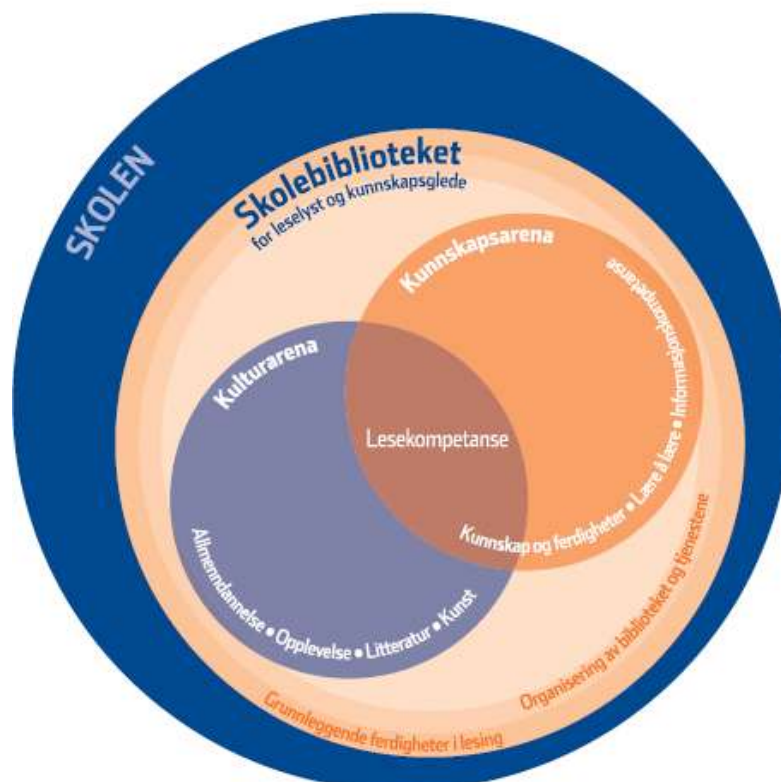 SKOLEN
Skolebiblioteket
for leselyst og kunnskapsglede
Kunnskapsarena
Kunnskap og ferdigheter • Lære å lære • Informasjonskompetanse
Kulturarena
Lesekompetanse
Allmenndannelse • Opplevelse • Litteratur • Kunst
Organisering av biblioteket og tjenestene
Grunnleggende ferdigheter i lesing